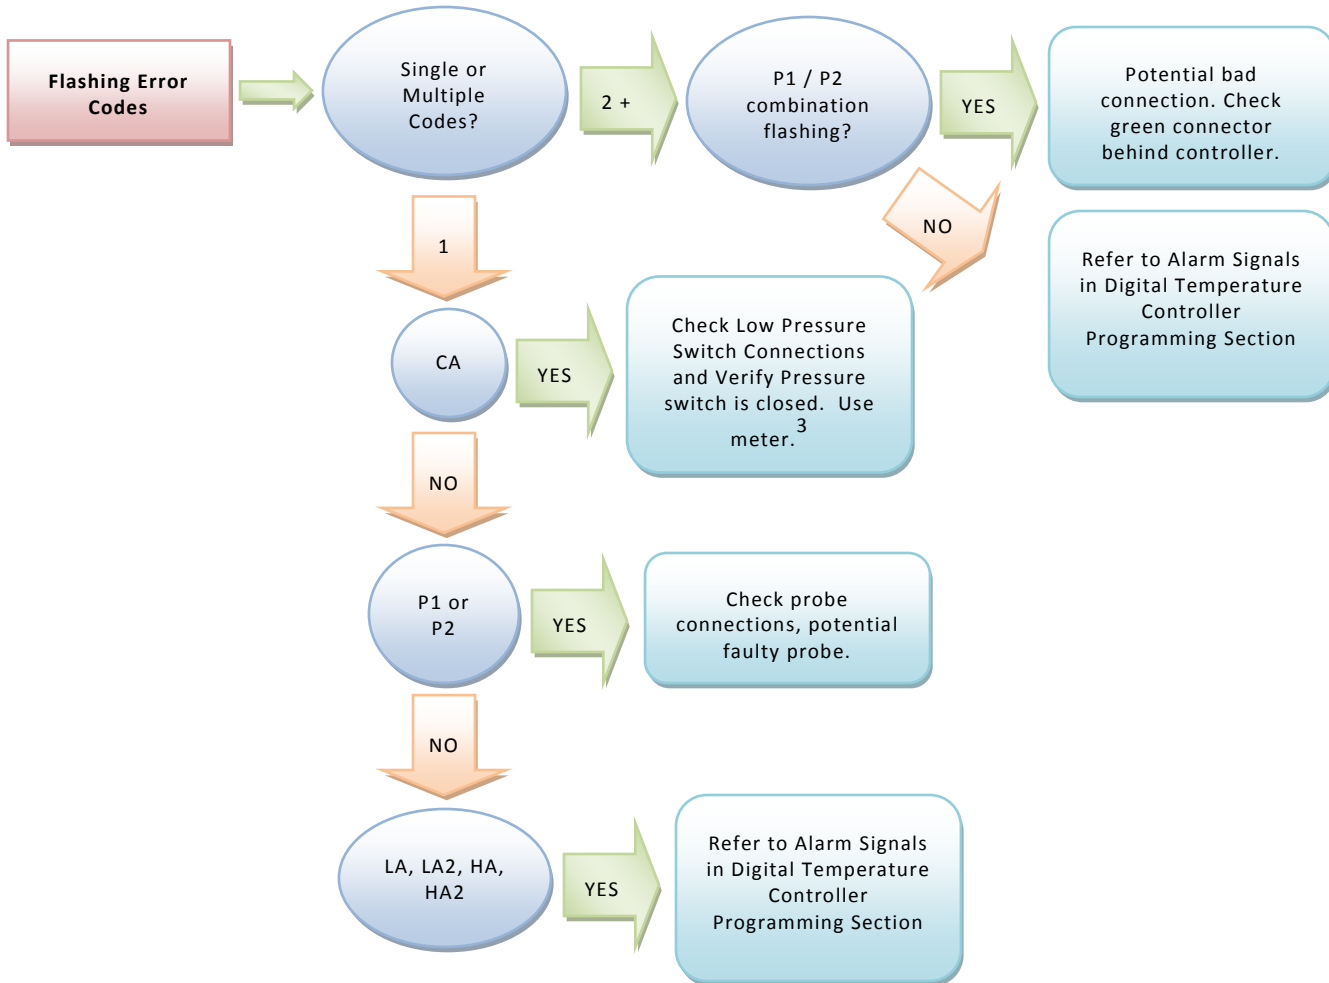 Flashing Error
Codes
Single or
Multiple
Codes?
2 +
P1 / P2
combination
flashing?
YES
Potential bad
connection. Check
green connector
behind controller.
NO
Refer to Alarm Signals
in Digital Temperature
Controller
Programming Section
1
CA
YES
Check Low Pressure
Switch Connections
and Verify Pressure
switch is closed. Use
meter.3
NO
P1 or
P2
YES
Check probe
connections, potential
faulty probe.
NO
LA, LA2, HA,
HA2
YES
Refer to Alarm Signals
in Digital Temperature
Controller
Programming Section